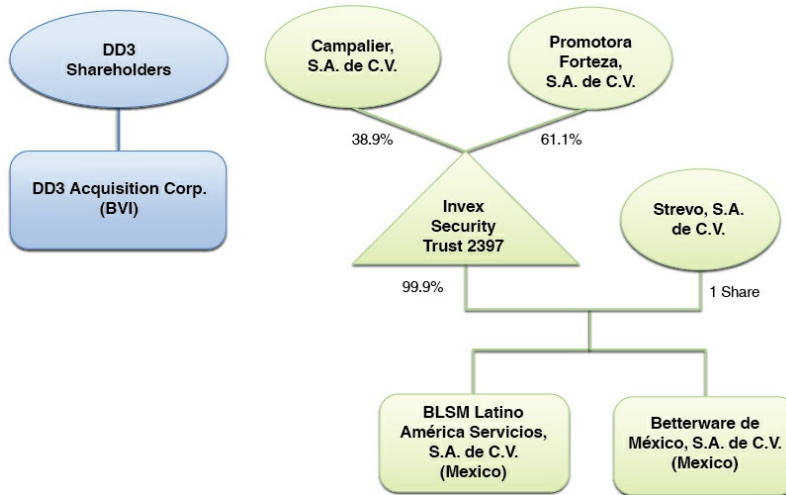 DD3
Shareholders
DD3 Acquisition Corp.
(BVI)
Campalier,
S.A. de C.V.
Promotora
Forteza,
S.A. de C.V.
38.9%
61.1%
Invex
Security
Trust 2397
Strevo, S.A.
de C.V.
99.9%
1 Share
BLSM Latino
América Servicios,
S.A. de C.V.
(Mexico)
Betterware de
México, S.A. de C.V.
(Mexico)